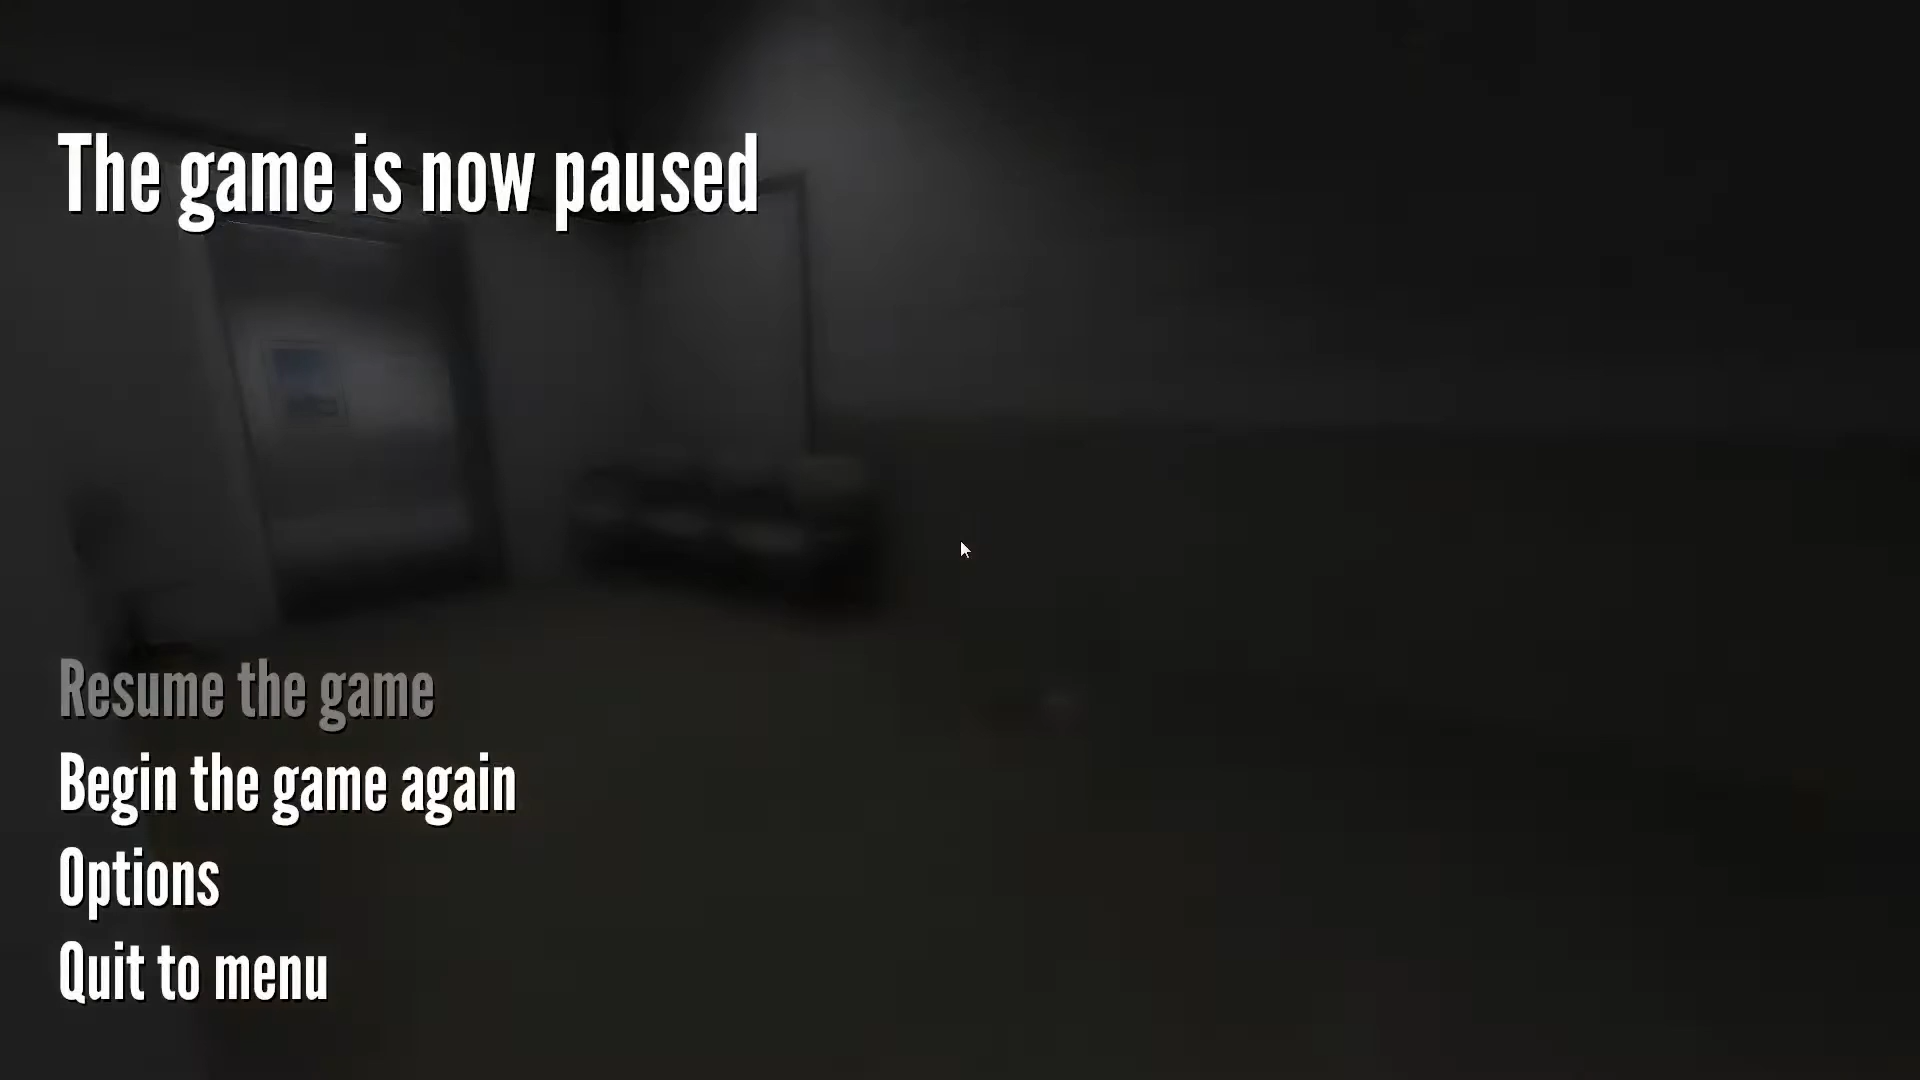 The game is now paused
Resume the game
Begin the game again
Options
Quit to menu